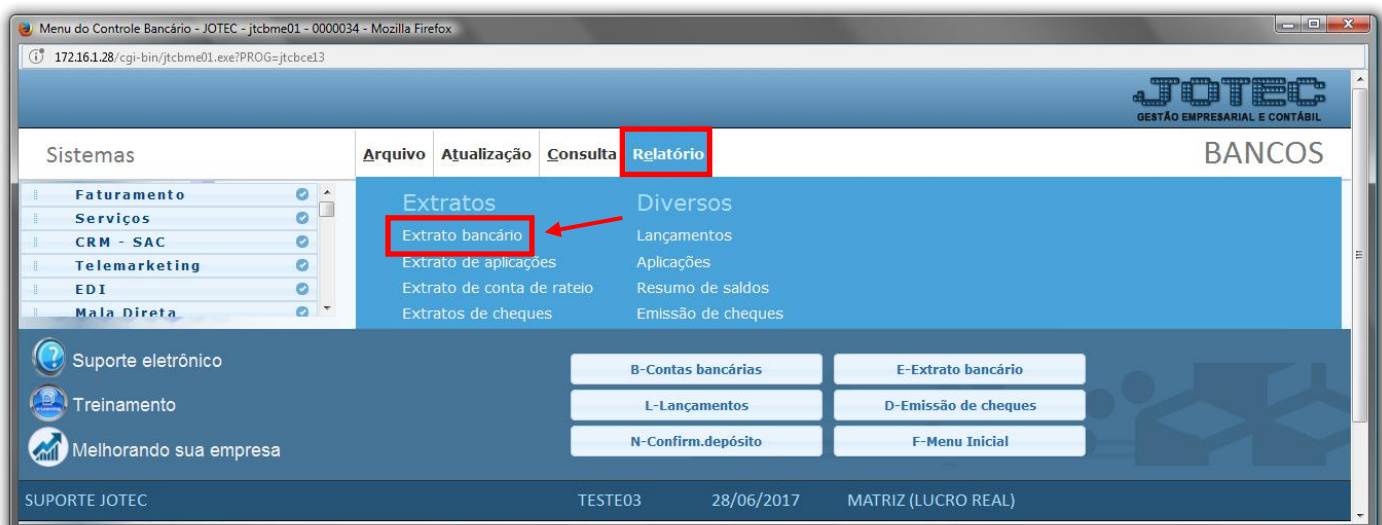 Menu do Controle Bancário - JOTEC - jtcbme01 - 0000034 - Mozilla Firefox
172.16.1.28/cgi-bin/jtcbme01.exe?PROG=jtcbce13
JOTEC
GESTÃO EMPRESARIAL E CONTÁBIL
Sistemas
Arquivo Atualização Consulta Relatório
BANCOS
Faturamento
Serviços
CRM - SAC
Telemarketing
EDI
Mala Direta
Extratos
Extrato bancário
Extrato de aplicações
Extrato de conta de rateio
Extratos de cheques
Diversos
Lançamentos
Aplicações
Resumo de saldos
Emissão de cheques
Suporte eletrônico
Treinamento
Melhorando sua empresa
B-Contas bancárias
E-Extrato bancário
L-Lançamentos
D-Emissão de cheques
N-Confirm.depósito
F-Menu Inicial
SUPORTE JOTEC TESTE03 28/06/2017 MATRIZ (LUCRO REAL)